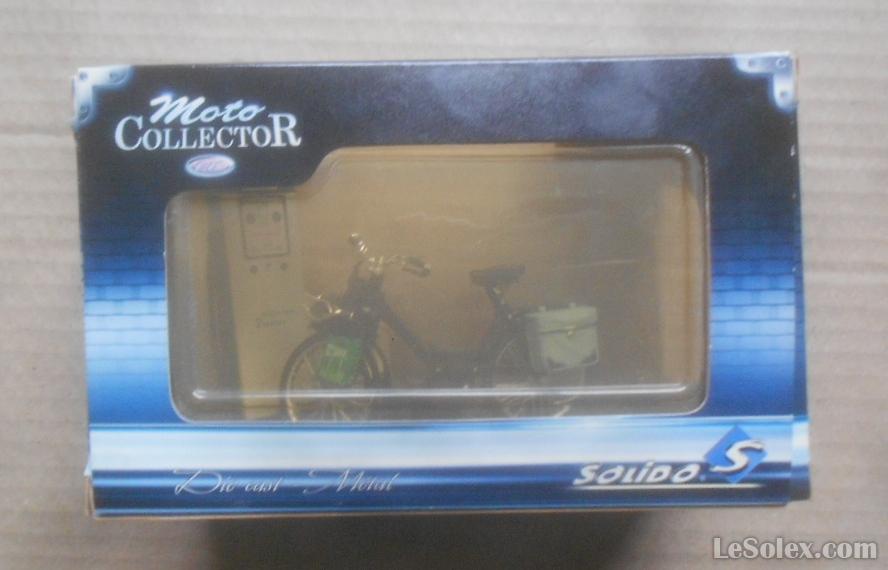 Moto
COLLECTOR
Die-cast Metal
SOLIDO S
LeSolex.com